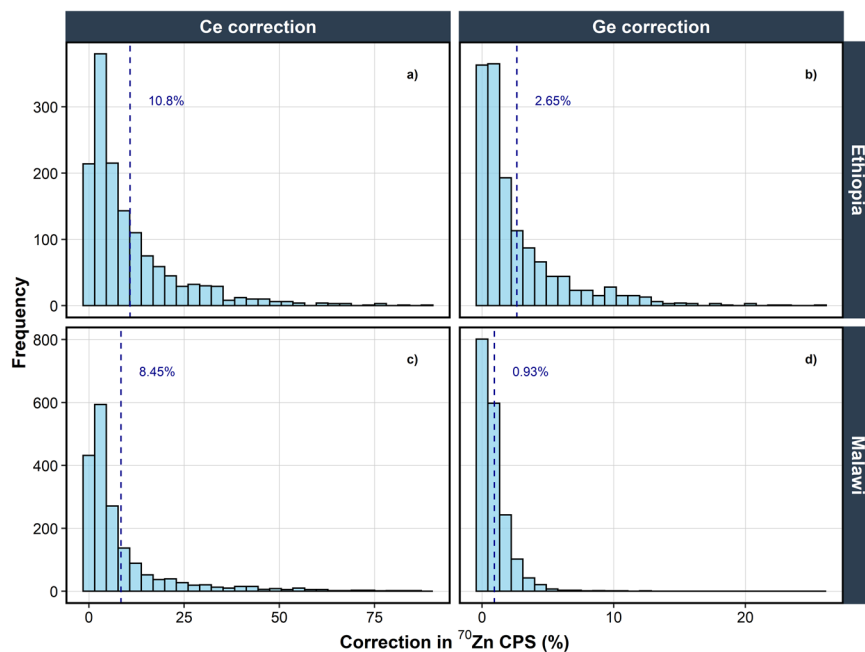 Ce correction
Ge correction
Frequency
300
200
100
0
a)
10.8%
b)
2.65%
Ethiopia
800
600
400
200
0
c)
8.45%
d)
0.93%
Malawi
0
25
50
75
0
10
20
Correction in ⁷⁰Zn CPS (%)